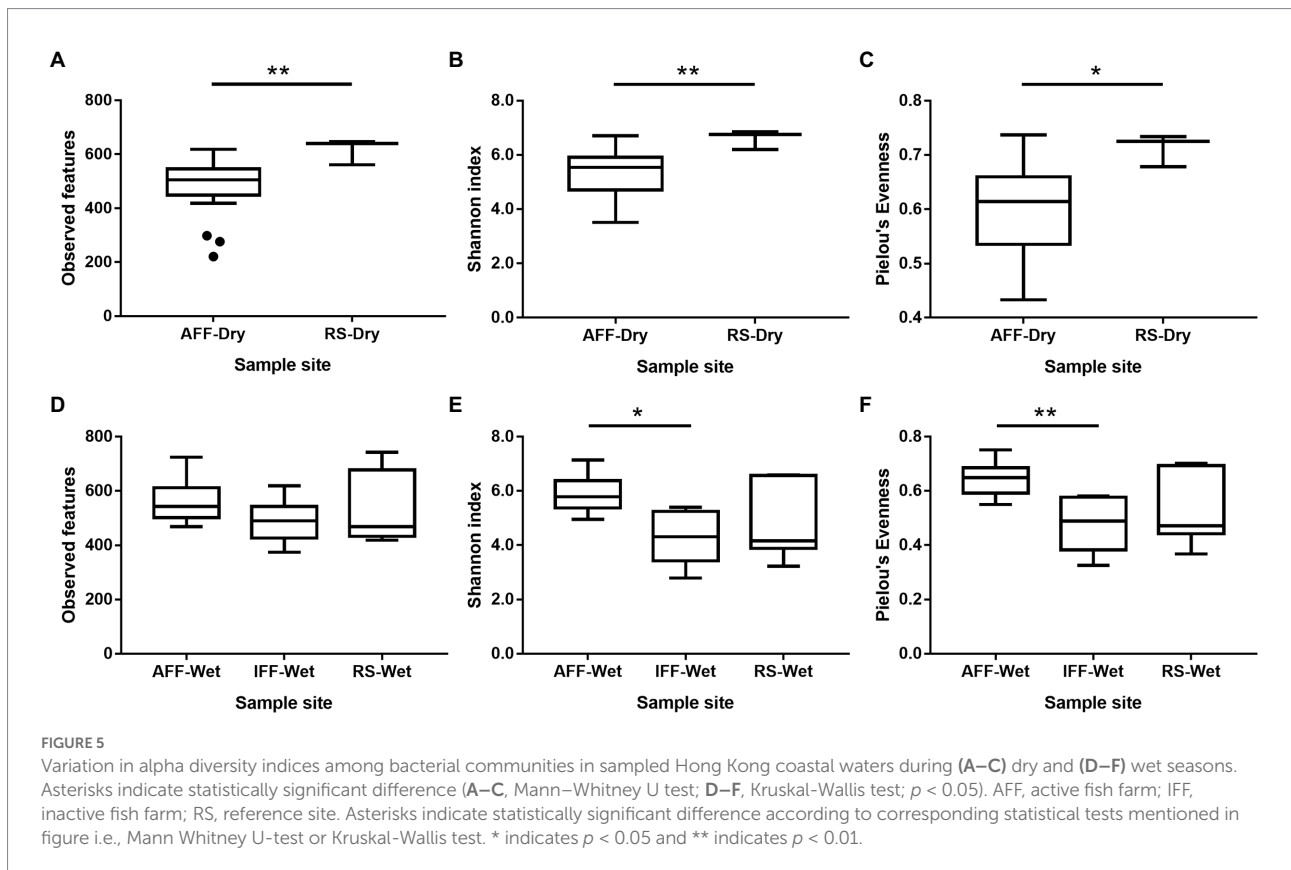 A
**
Observed features
800
600
400
200
0
AFF-Dry
RS-Dry
Sample site
B
**
Shannon index
8.0
6.0
4.0
2.0
0.0
AFF-Dry
RS-Dry
Sample site
C
*
Pielou's Evenness
0.8
0.7
0.6
0.5
0.4
AFF-Dry
RS-Dry
Sample site
D
Observed features
800
600
400
200
0
AFF-Wet
IFF-Wet
RS-Wet
Sample site
E
*
Shannon index
8.0
6.0
4.0
2.0
0.0
AFF-Wet
IFF-Wet
RS-Wet
Sample site
F
**
Pielou's Evenness
0.8
0.6
0.4
0.2
0.0
AFF-Wet
IFF-Wet
RS-Wet
Sample site
FIGURE 5
Variation in alpha diversity indices among bacterial communities in sampled Hong Kong coastal waters during (A–C) dry and (D–F) wet seasons.
Asterisks indicate statistically significant difference (A–C, Mann–Whitney U test; D–F, Kruskal-Wallis test; p < 0.05). AFF, active fish farm; IFF,
inactive fish farm; RS, reference site. Asterisks indicate statistically significant difference according to corresponding statistical tests mentioned in
figure i.e., Mann Whitney U-test or Kruskal-Wallis test. * indicates p < 0.05 and ** indicates p < 0.01.